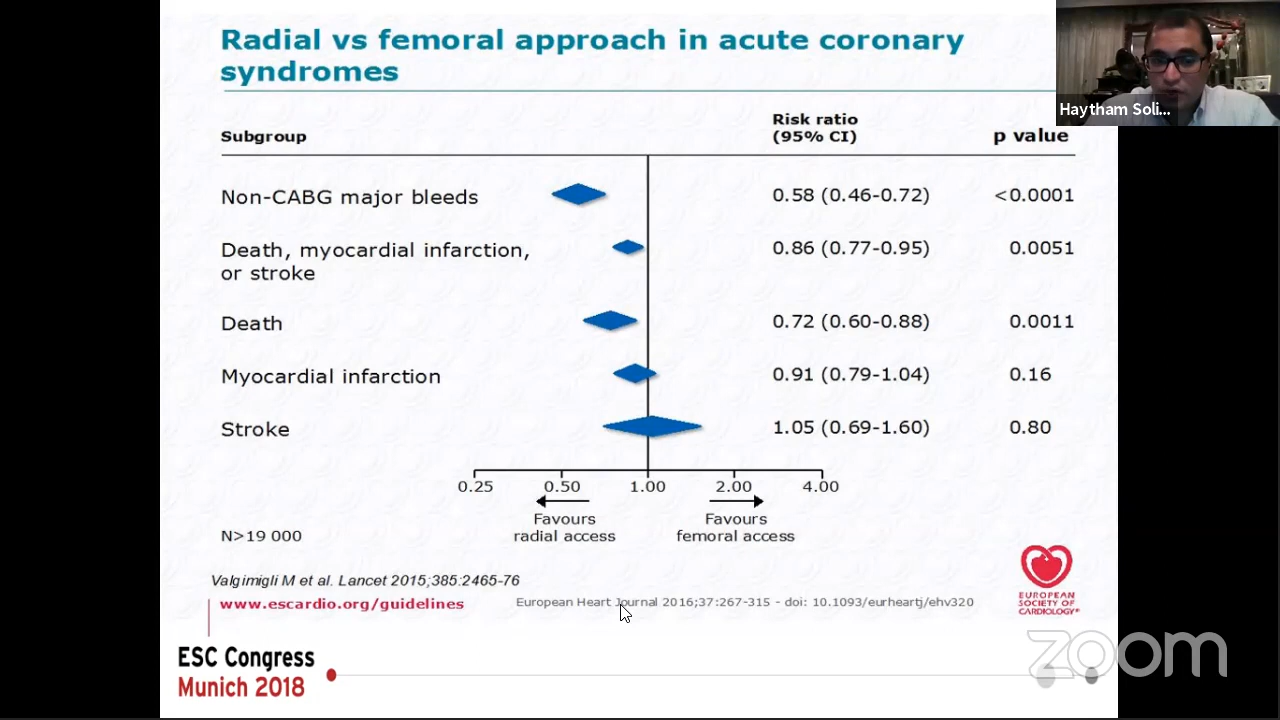 Radial vs femoral approach in acute coronary
syndromes
Haytham Soli...
Subgroup
Risk ratio
(95% CI)
p value
Non-CABG major bleeds
0.58 (0.46-0.72)
<0.0001
Death, myocardial infarction,
or stroke
0.86 (0.77-0.95)
0.0051
Death
0.72 (0.60-0.88)
0.0011
Myocardial infarction
0.91 (0.79-1.04)
0.16
Stroke
1.05 (0.69-1.60)
0.80
0.25 0.50 1.00 2.00 4.00
Favours
radial access
Favours
femoral access
N>19 000
Valgimigli M et al. Lancet 2015;385:2465-76
www.escardio.org/guidelines
European Heart Journal 2016;37:267-315 - doi: 10.1093/eurheartj/ehv320
EUROPEAN
SOCIETY OF
CARDIOLOGY®
ESC Congress
Munich 2018
zoom